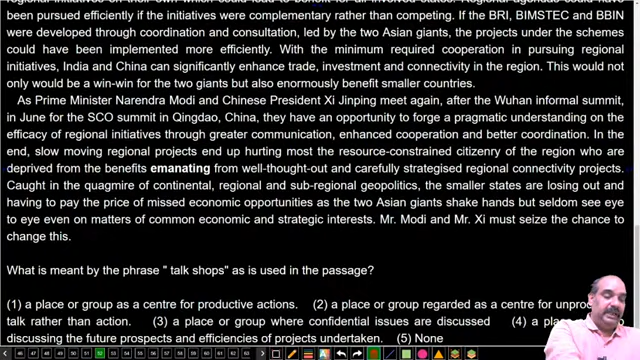 regional initiatives on their own which could lead to benefit for all involved states. Regional agendas could have
been pursued efficiently if the initiatives were complementary rather than competing. If the BRI, BIMSTEC and BBIN
were developed through coordination and consultation, led by the two Asian giants, the projects under the schemes
could have been implemented more efficiently. With the minimum required cooperation in pursuing regional
initiatives, India and China can significantly enhance trade, investment and connectivity in the region. This would not
only would be a win-win for the two giants but also enormously benefit smaller countries.
As Prime Minister Narendra Modi and Chinese President Xi Jinping meet again, after the Wuhan informal summit,
in June for the SCO summit in Qingdao, China, they have an opportunity to forge a pragmatic understanding on
the efficacy of regional initiatives through greater communication, enhanced cooperation and better coordination. In the
end, slow moving regional projects end up hurting most the resource-constrained citizenry of the region who are
deprived from the benefits emanating from well-thought-out and carefully strategised regional connectivity projects.
Caught in the quagmire of continental, regional and sub-regional geopolitics, the smaller states are losing out and
having to pay the price of missed economic opportunities as the two Asian giants shake hands but seldom see eye
to eye even on matters of common economic and strategic interests. Mr. Modi and Mr. Xi must seize the chance to
change this.
What is meant by the phrase " talk shops« as is used in the passage?
(1) a place or group as a centre for productive actions. (2) a place or group regarded as a centre for unpro
talk rather than action. (3) a place or group where confidential issues are discussed (4) a place
discussing the future prospects and efficiencies of projects undertaken. (5) None